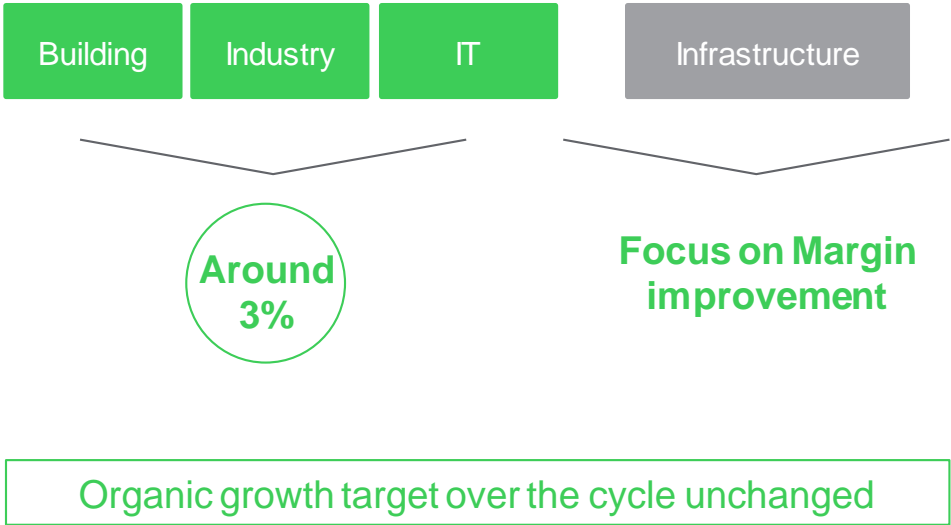 Building
Industry
IT
Infrastructure
Around
3%
Focus on Margin
improvement
Organic growth target over the cycle unchanged